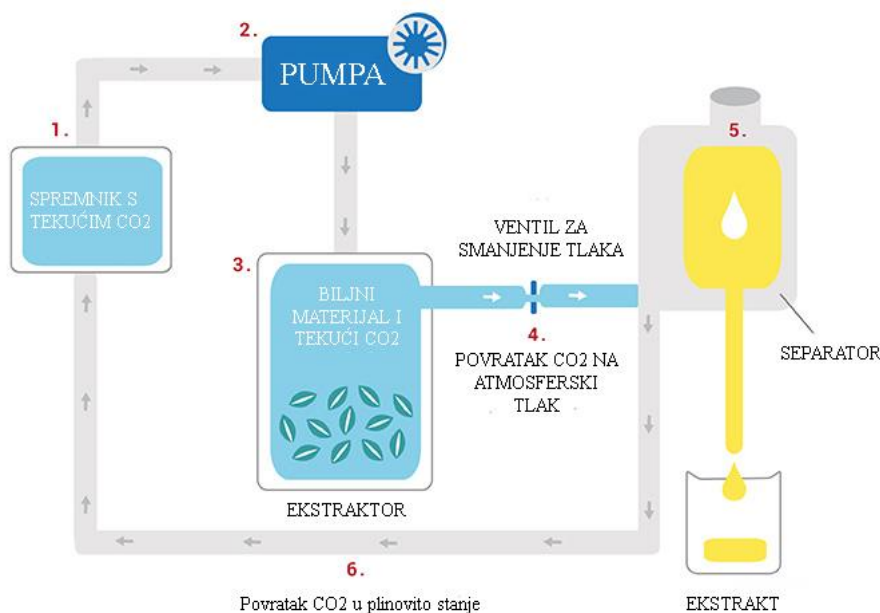 2.
PUMPA
1.
SPREMNIK S
TEKUĆIM CO2
5.
3.
VENTIL ZA
SMANJENJE TLAKA
BILJNI
MATERIJAL I
TEKUĆI CO2
4.
POVRATAK CO2 NA
ATMOSFERSKI
TLAK
SEPARATOR
EKSTRAKTOR
6.
Povratak CO2 u plinovito stanje
EKSTRAKT